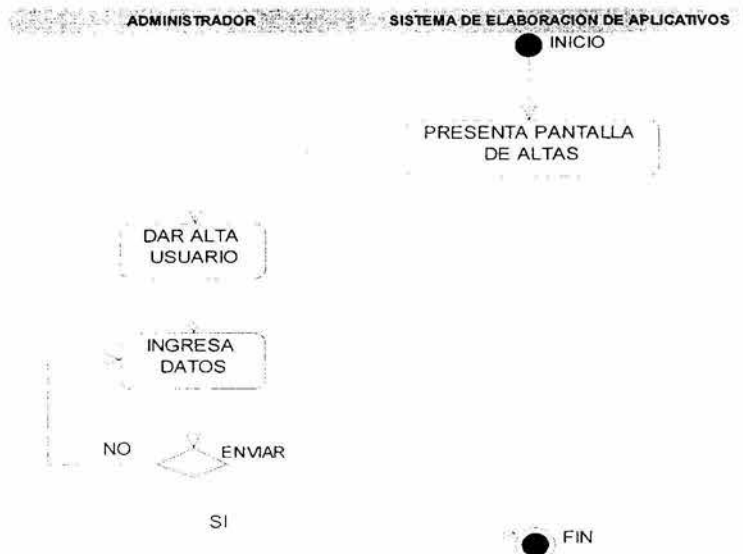 ADMINISTRADOR
SISTEMA DE ELABORACIÓN DE APLICATIVOS
INICIO
PRESENTA PANTALLA
DE ALTAS
DAR ALTA
USUARIO
INGRESA
DATOS
NO
ENVIAR
SI
FIN